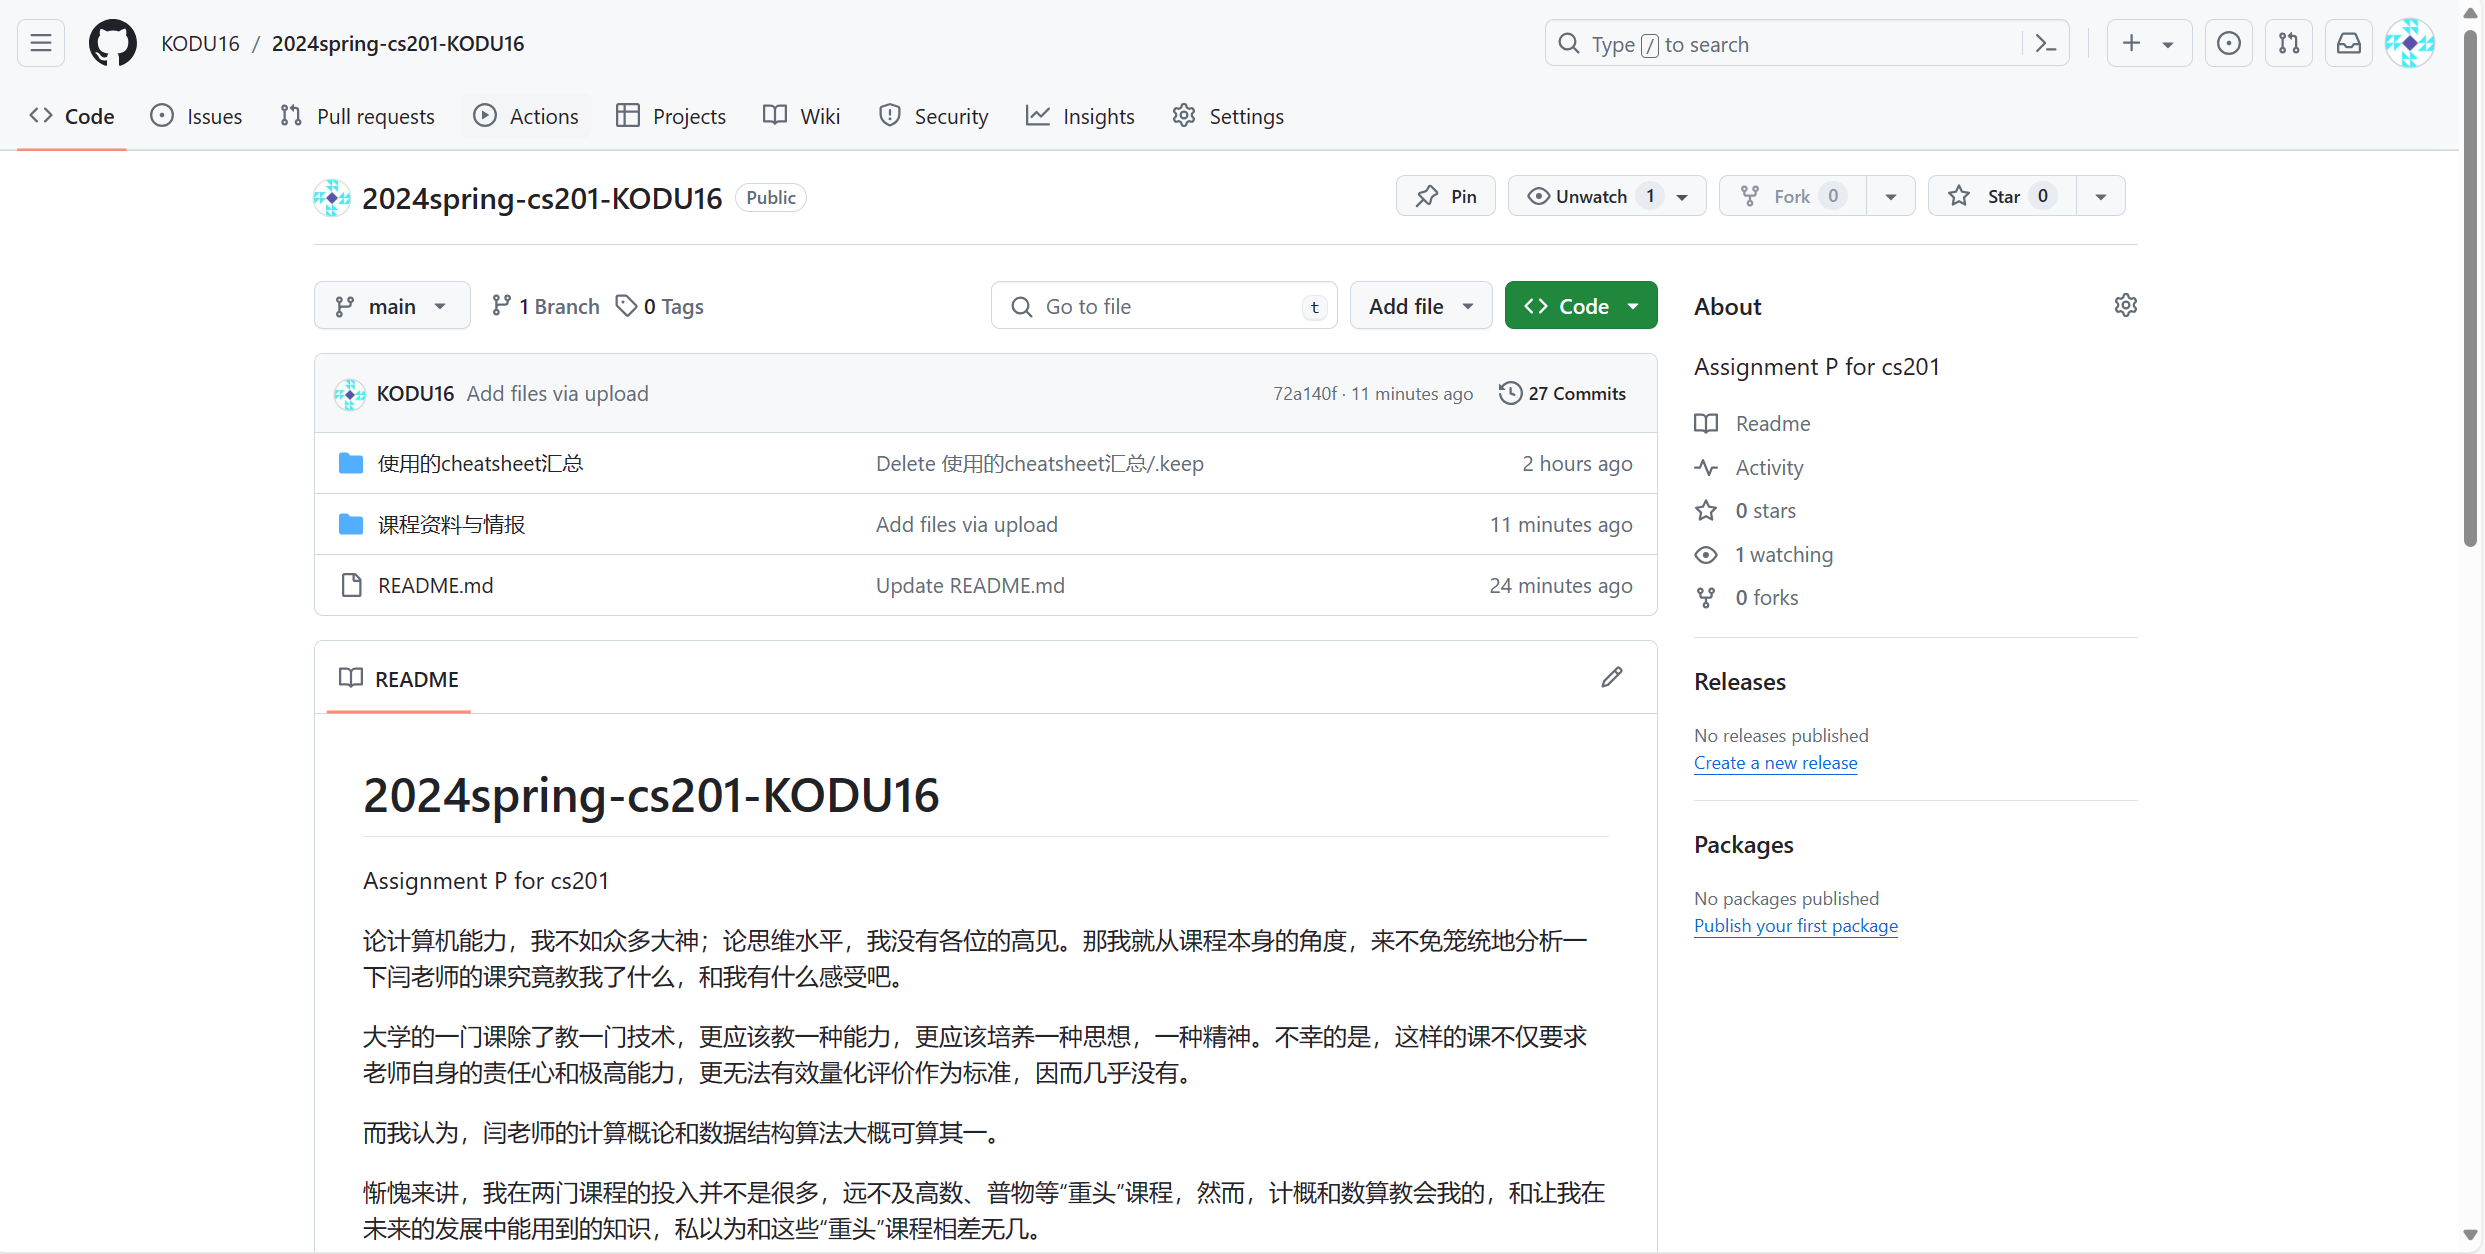 KODU16 / 2024spring-cs201-KODU16
Type / to search
Code Issues Pull requests Actions Projects Wiki Security Insights Settings
2024spring-cs201-KODU16 Public
Pin Unwatch 1 Fork 0 Star 0
main 1 Branch 0 Tags Go to file t Add file Code
KODU16 Add files via upload 72a140f · 11 minutes ago 27 Commits
使用的cheatsheet汇总 Delete 使用的cheatsheet汇总/.keep 2 hours ago
课程资料与情报 Add files via upload 11 minutes ago
README.md Update README.md 24 minutes ago
README
2024spring-cs201-KODU16
Assignment P for cs201
论计算机能力，我不如众多大神；论思维水平，我没有各位的高见。那我就从课程本身的角度，来不免笼统地分析一
下闫老师的课究竟教我了什么，和我有什么感受吧。
大学的一门课除了教一门技术，更应该教一种能力，更应该培养一种思想，一种精神。不幸的是，这样的课不仅要求
老师自身的责任心和极高能力，更无法有效量化评价作为标准，因而几乎没有。
而我认为，闫老师的计算概论和数据结构算法大概可算其一。
惭愧来讲，我在两门课程的投入并不是很多，远不及高数、普物等“重头”课程，然而，计概和数算教会我的，和让我在
未来的发展中能用到的知识，私以为和这些“重头”课程相差无几。
About
Assignment P for cs201
Readme
Activity
0 stars
1 watching
0 forks
Releases
No releases published
Create a new release
Packages
No packages published
Publish your first package